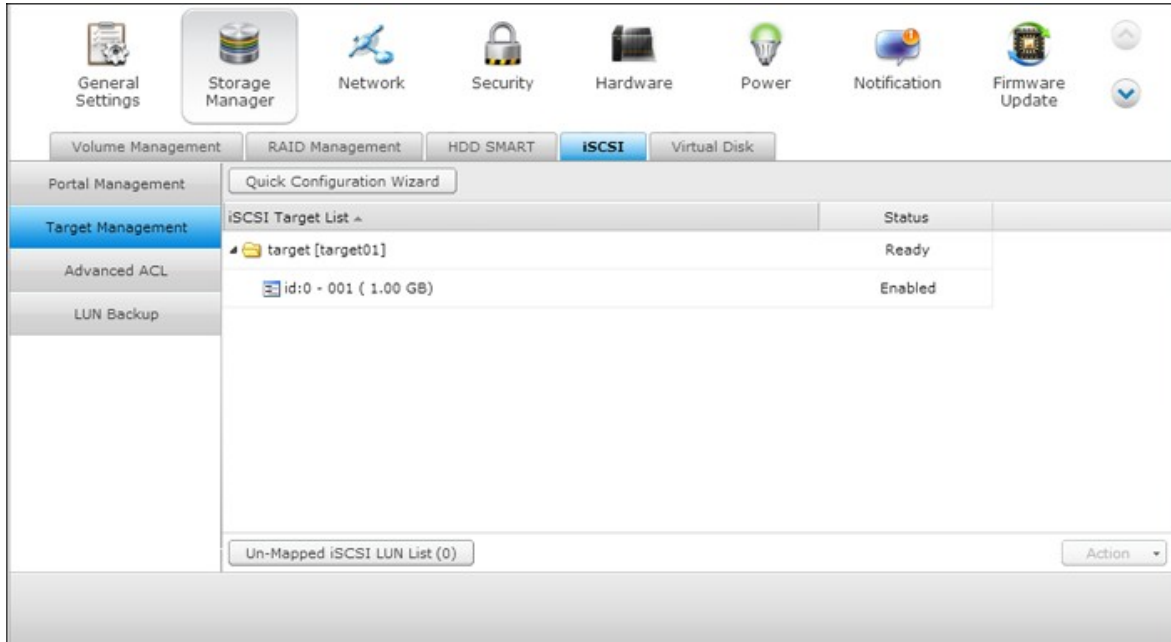 General Settings
Storage Manager
Network
Security
Hardware
Power
Notification
Firmware Update
Volume Management
RAID Management
HDD SMART
iSCSI
Virtual Disk
Portal Management
Target Management
Advanced ACL
LUN Backup
Quick Configuration Wizard
iSCSI Target List
Status
target [target01]
Ready
id:0 - 001 ( 1.00 GB)
Enabled
Un-Mapped iSCSI LUN List (0)
Action